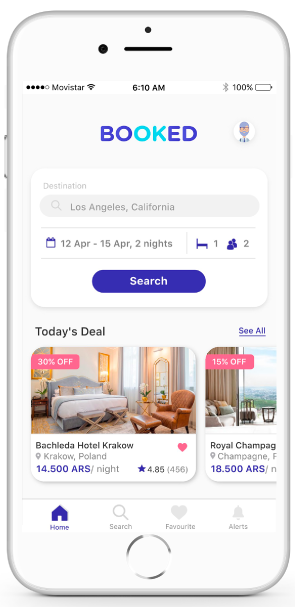 Movistar 6:10 AM 100%
BOOKED
Destination
Los Angeles, California
12 Apr - 15 Apr, 2 nights 1 2
Search
Today's Deal See All
30% OFF 15% OFF
Bachleda Hotel Krakow Royal Champag
Krakow, Poland Champagne, F
14.500 ARS/ night 4.85 (456) 18.500 ARS/ n
Home Search Favourite Alerts